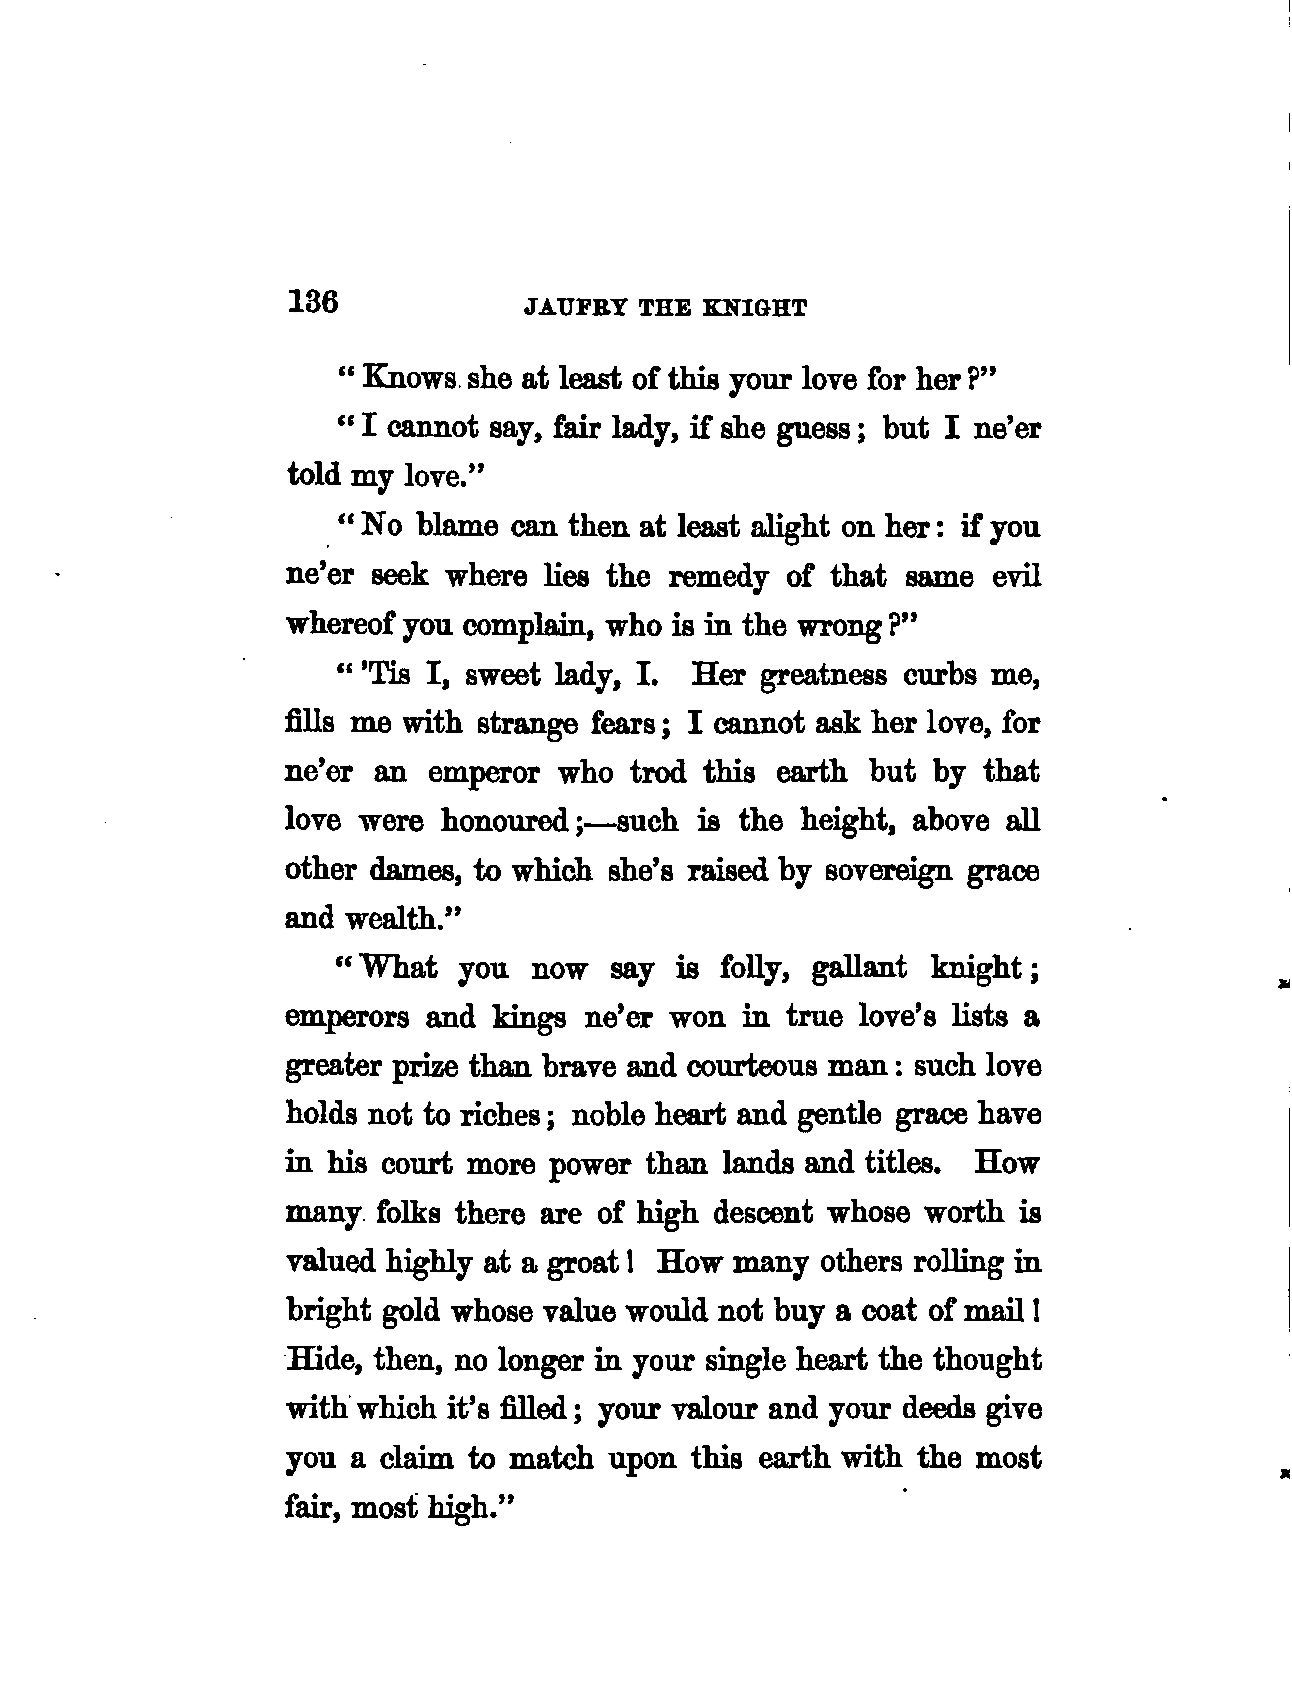 136 JAUFRY THE KNIGHT
“Knows she at least of this your love for her?”
“I cannot say, fair lady, if she guess; but I ne’er
told my love.”
“No blame can then at least alight on her: if you
ne’er seek where lies the remedy of that same evil
whereof you complain, who is in the wrong?”
“’Tis I, sweet lady, I. Her greatness curbs me,
fills me with strange fears; I cannot ask her love, for
ne’er an emperor who trod this earth but by that
love were honoured;—such is the height, above all
other dames, to which she’s raised by sovereign grace
and wealth.”
“What you now say is folly, gallant knight;
emperors and kings ne’er won in true love’s lists a
greater prize than brave and courteous man: such love
holds not to riches; noble heart and gentle grace have
in his court more power than lands and titles. How
many folks there are of high descent whose worth is
valued highly at a groat! How many others rolling in
bright gold whose value would not buy a coat of mail!
Hide, then, no longer in your single heart the thought
with which it’s filled; your valour and your deeds give
you a claim to match upon this earth with the most
fair, most high.”